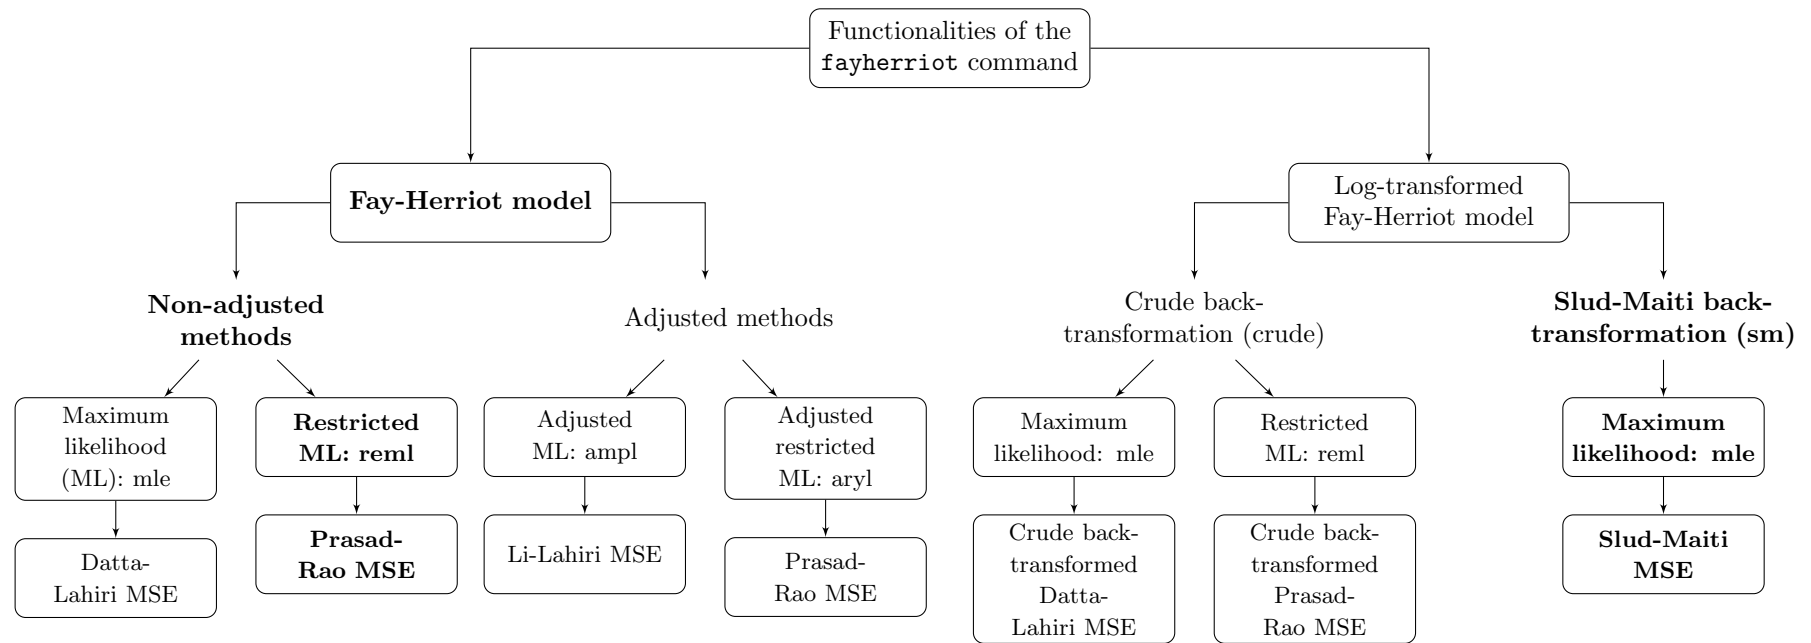 Functionalities of the
fayherriot command
Fay-Herriot model
Log-transformed
Fay-Herriot model
Non-adjusted
methods
Adjusted methods
Crude back-
transformation (crude)
Slud-Maiti back-
transformation (sm)
Maximum
likelihood
(ML): mle
Restricted
ML: reml
Adjusted
ML: ampl
Adjusted
restricted
ML: aryl
Maximum
likelihood: mle
Restricted
ML: reml
Maximum
likelihood: mle
Datta-
Lahiri MSE
Prasad-
Rao MSE
Li-Lahiri MSE
Prasad-
Rao MSE
Crude back-
transformed
Datta-
Lahiri MSE
Crude back-
transformed
Prasad-
Rao MSE
Slud-Maiti
MSE